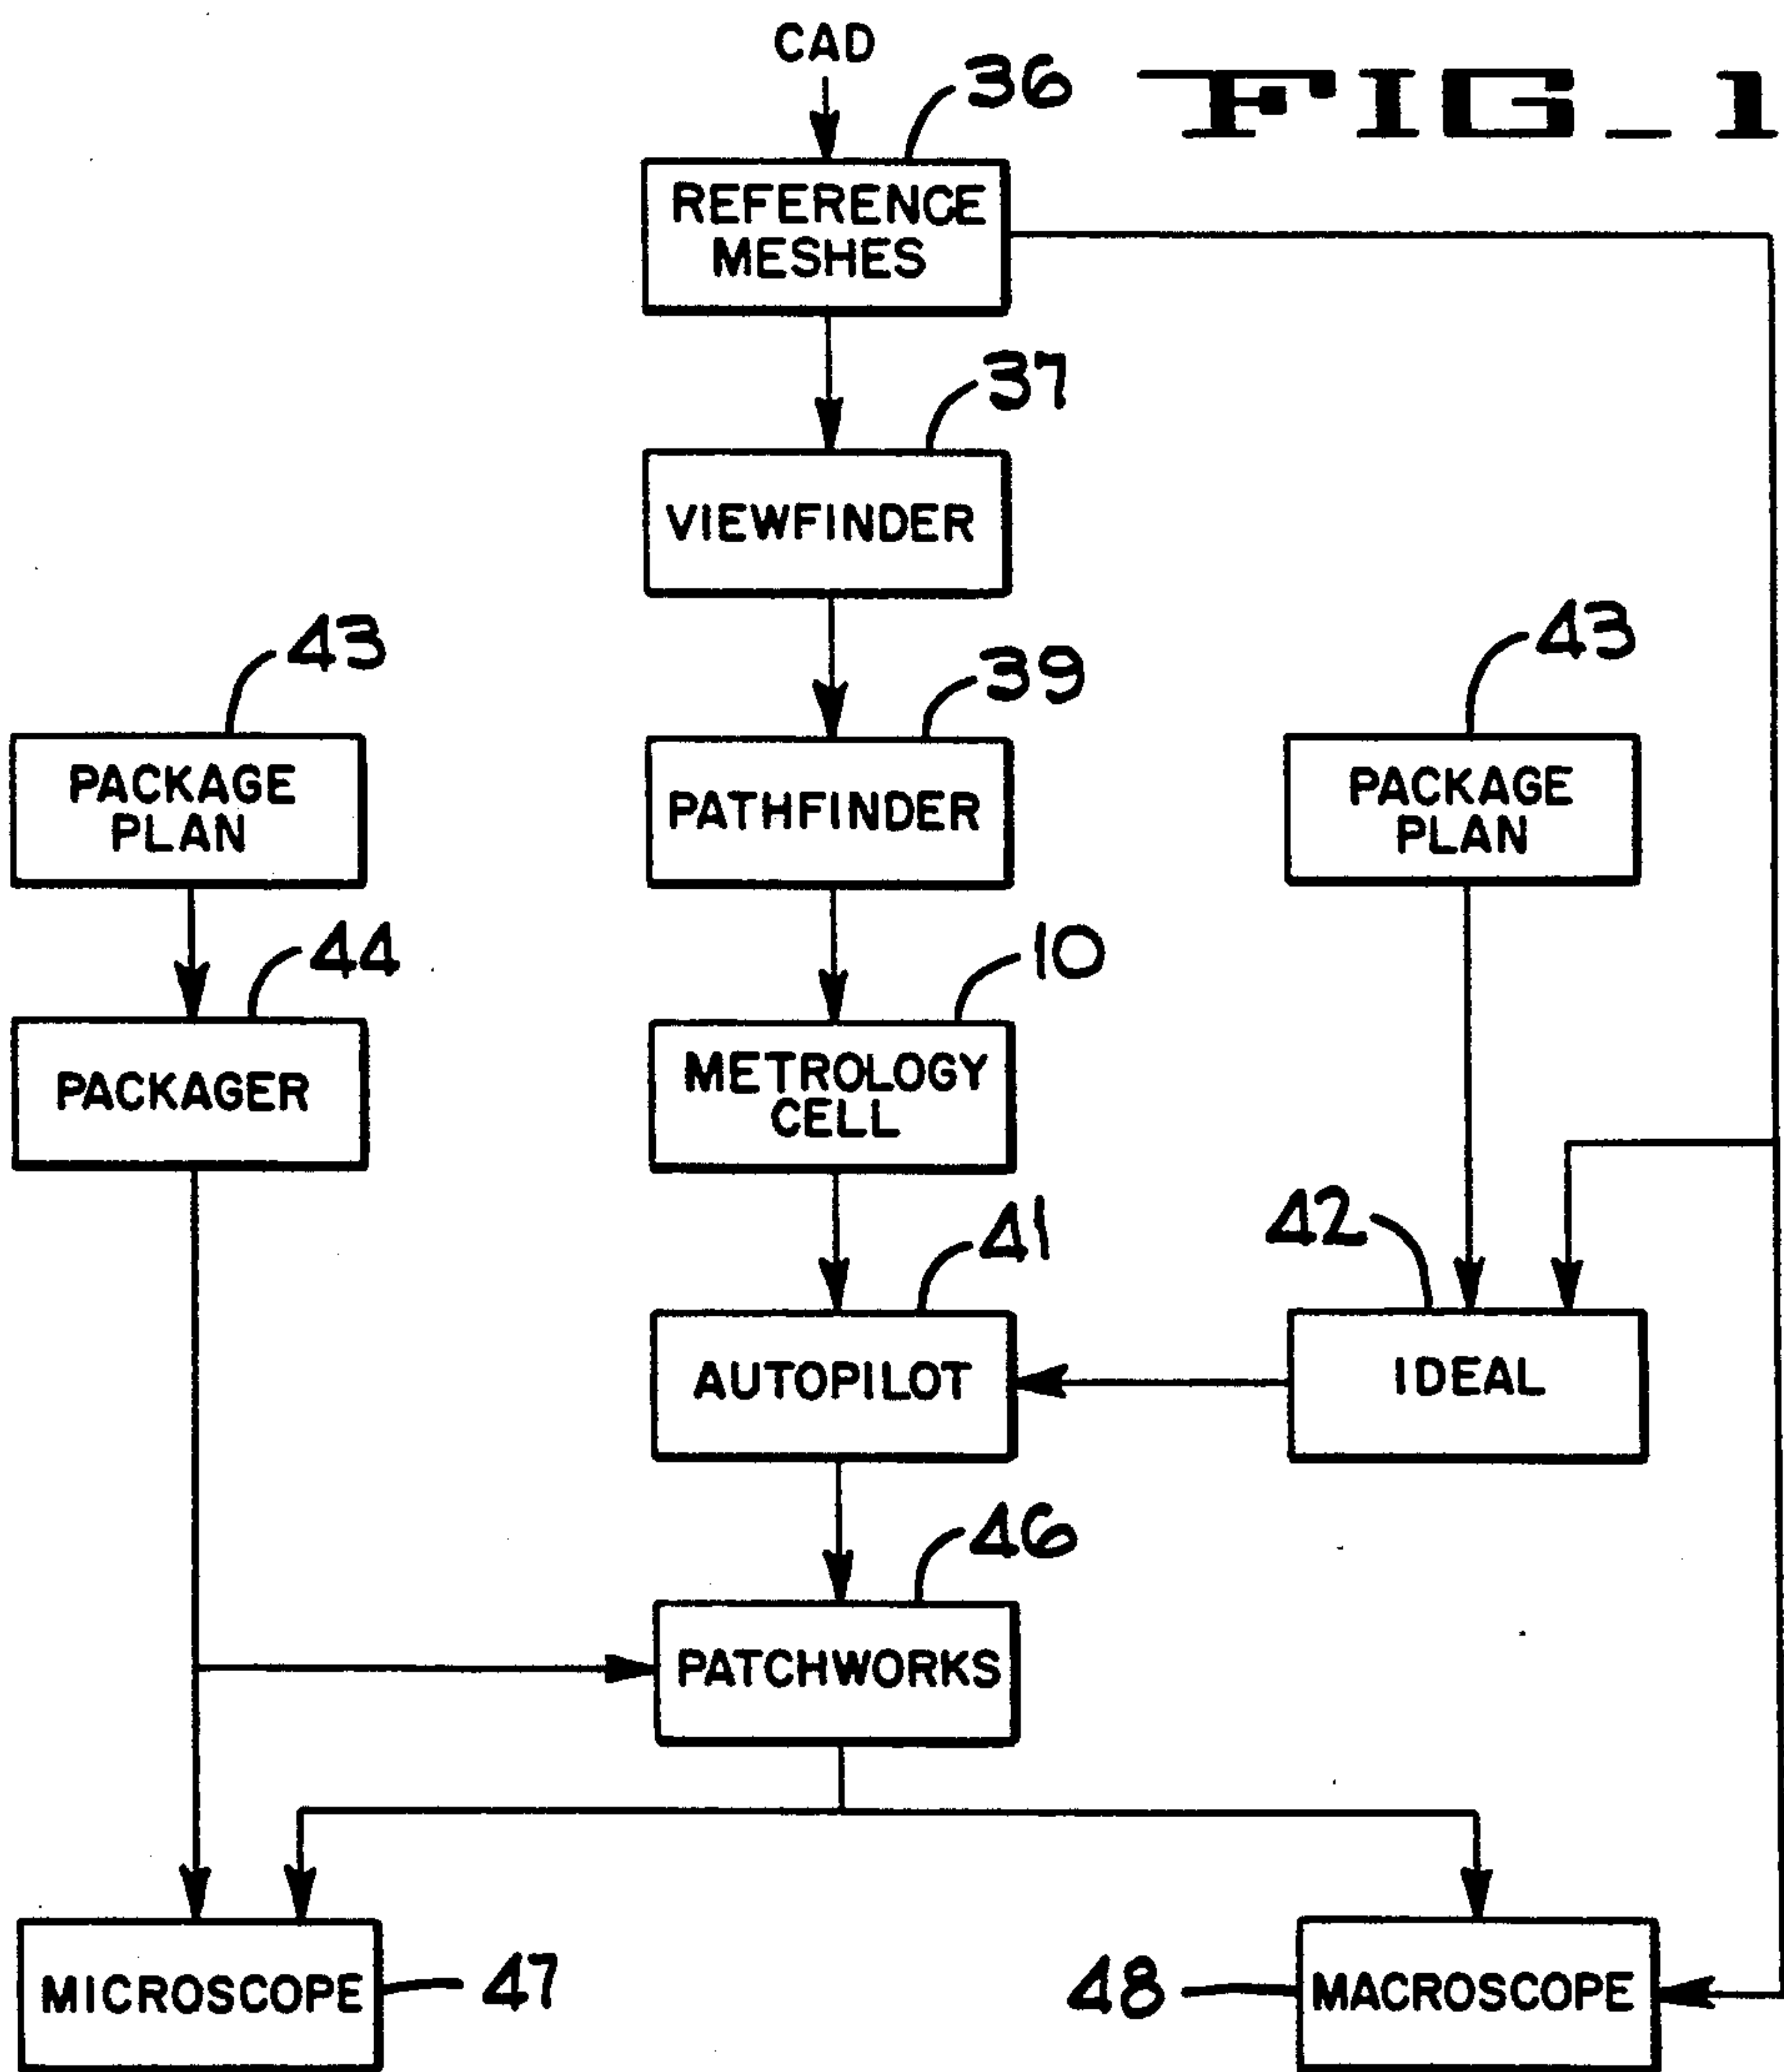 CAD
36
FIG_1
REFERENCE
MESHES
37
VIEWFINDER
43
39
43
PACKAGE
PLAN
PATHFINDER
PACKAGE
PLAN
44
10
PACKAGER
METROLOGY
CELL
41
42
AUTOPILOT
IDEAL
46
PATCHWORKS
MICROSCOPE
47
48
MACROSCOPE